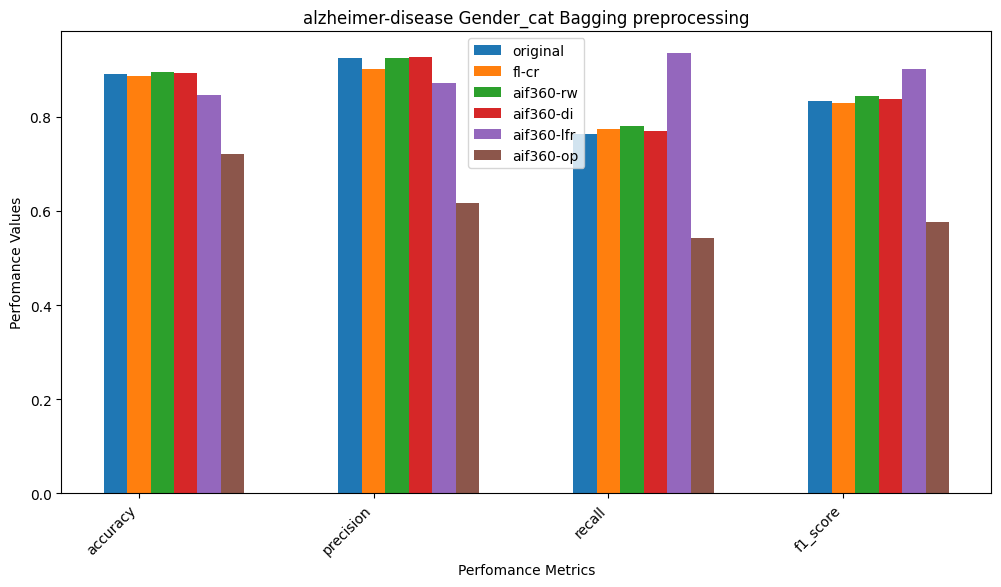 alzheimer-disease Gender_cat Bagging preprocessing
original
fl-cr
aif360-rw
aif360-di
aif360-lfr
aif360-op
Perfomance Values
0.8
0.6
0.4
0.2
0.0
accuracy
precision
recall
f1_score
Perfomance Metrics